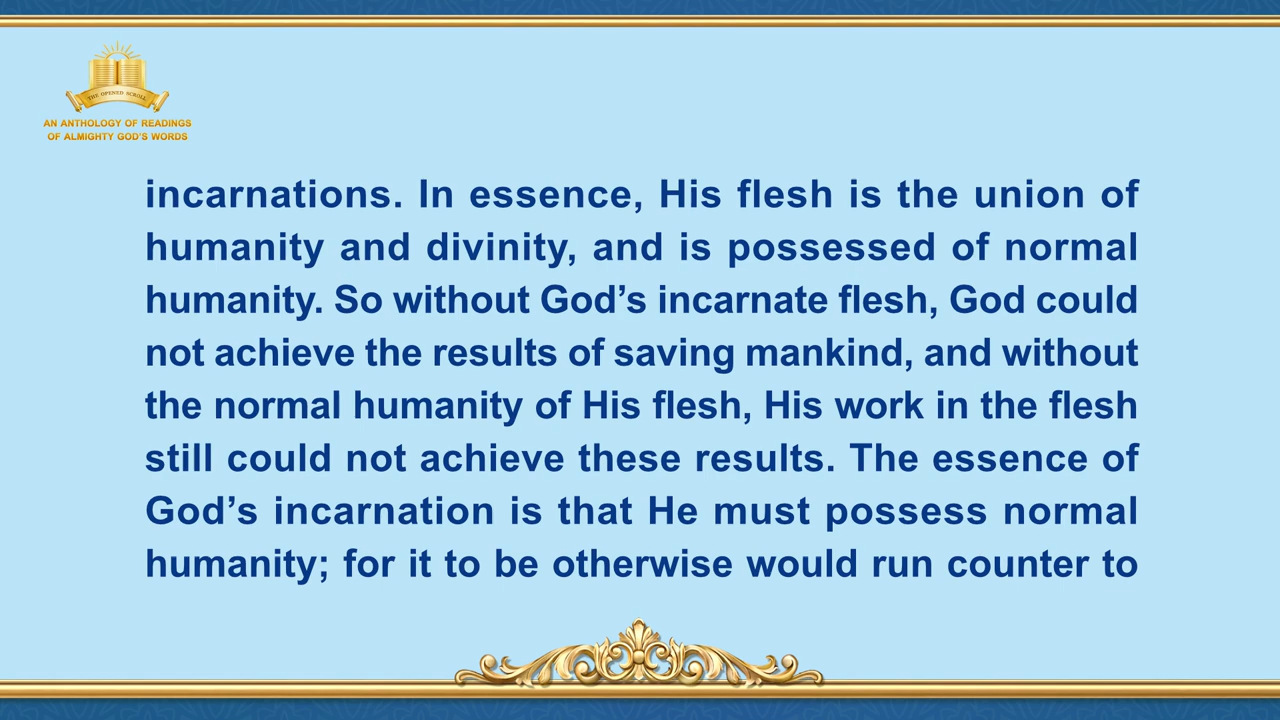 THE OPENED SCROLL
AN ANTHOLOGY OF READINGS
OF ALMIGHTY GOD'S WORDS
incarnations. In essence, His flesh is the union of
humanity and divinity, and is possessed of normal
humanity. So without God’s incarnate flesh, God could
not achieve the results of saving mankind, and without
the normal humanity of His flesh, His work in the flesh
still could not achieve these results. The essence of
God’s incarnation is that He must possess normal
humanity; for it to be otherwise would run counter to